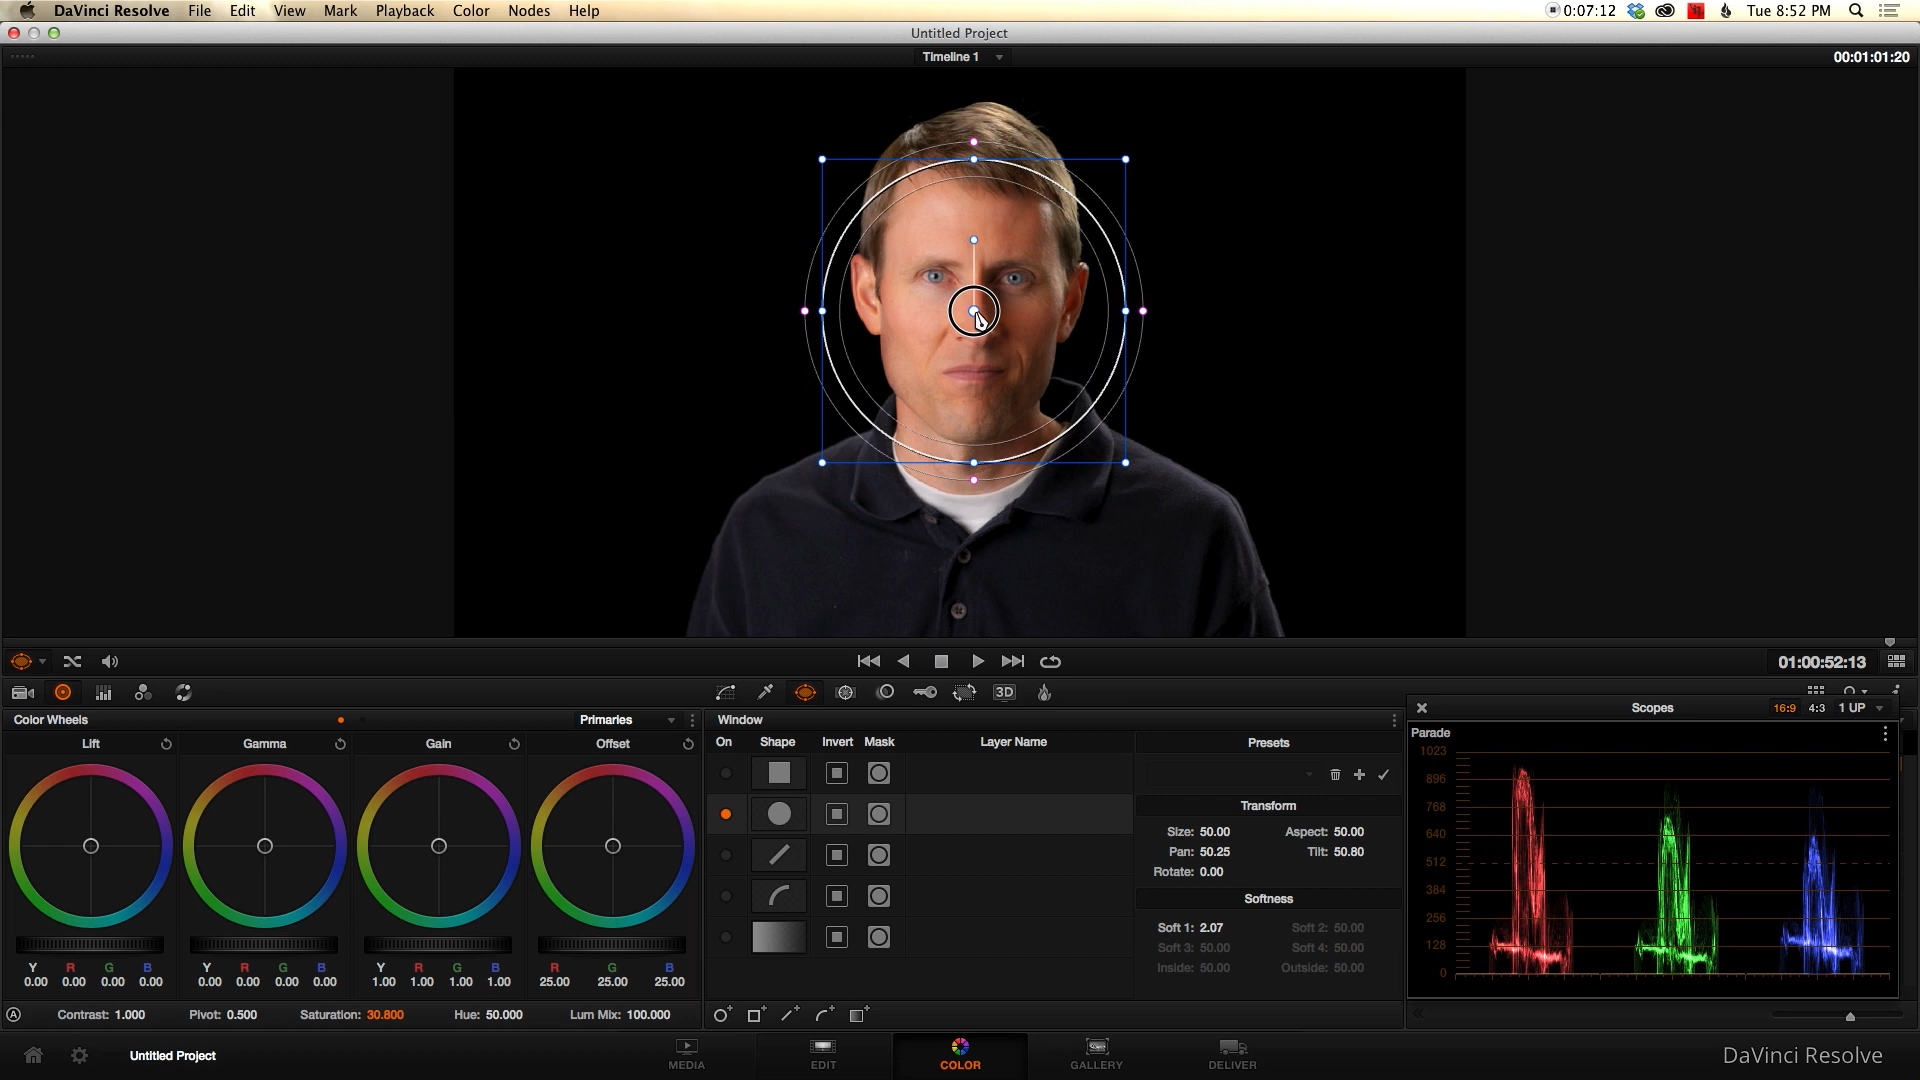 DaVinci Resolve File Edit View Mark Playback Color Nodes Help 0:07:12 Tue 8:52 PM
Untitled Project
Timeline 1 00:01:01:20
01:00:52:13
3D
Color Wheels Primaries
Lift Gamma Gain Offset
Y R G B Y R G B Y R G B R G B
0.00 0.00 0.00 0.00 0.00 0.00 0.00 0.00 1.00 1.00 1.00 1.00 25.00 25.00 25.00
A Contrast: 1.000 Pivot: 0.500 Saturation: 30.800 Hue: 50.000 Lum Mix: 100.000
Window
On Shape Invert Mask Layer Name
Presets
Transform
Size: 50.00 Aspect: 50.00
Pan: 50.25 Tilt: 50.80
Rotate: 0.00
Softness
Soft 1: 2.07 Soft 2: 50.00
Soft 3: 50.00 Soft 4: 50.00
Inside: 50.00 Outside: 50.00
Scopes 16:9 4:3 1 UP
Parade
1023
896
768
640
512
384
256
128
0
Untitled Project
MEDIA EDIT COLOR GALLERY DELIVER
DaVinci Resolve